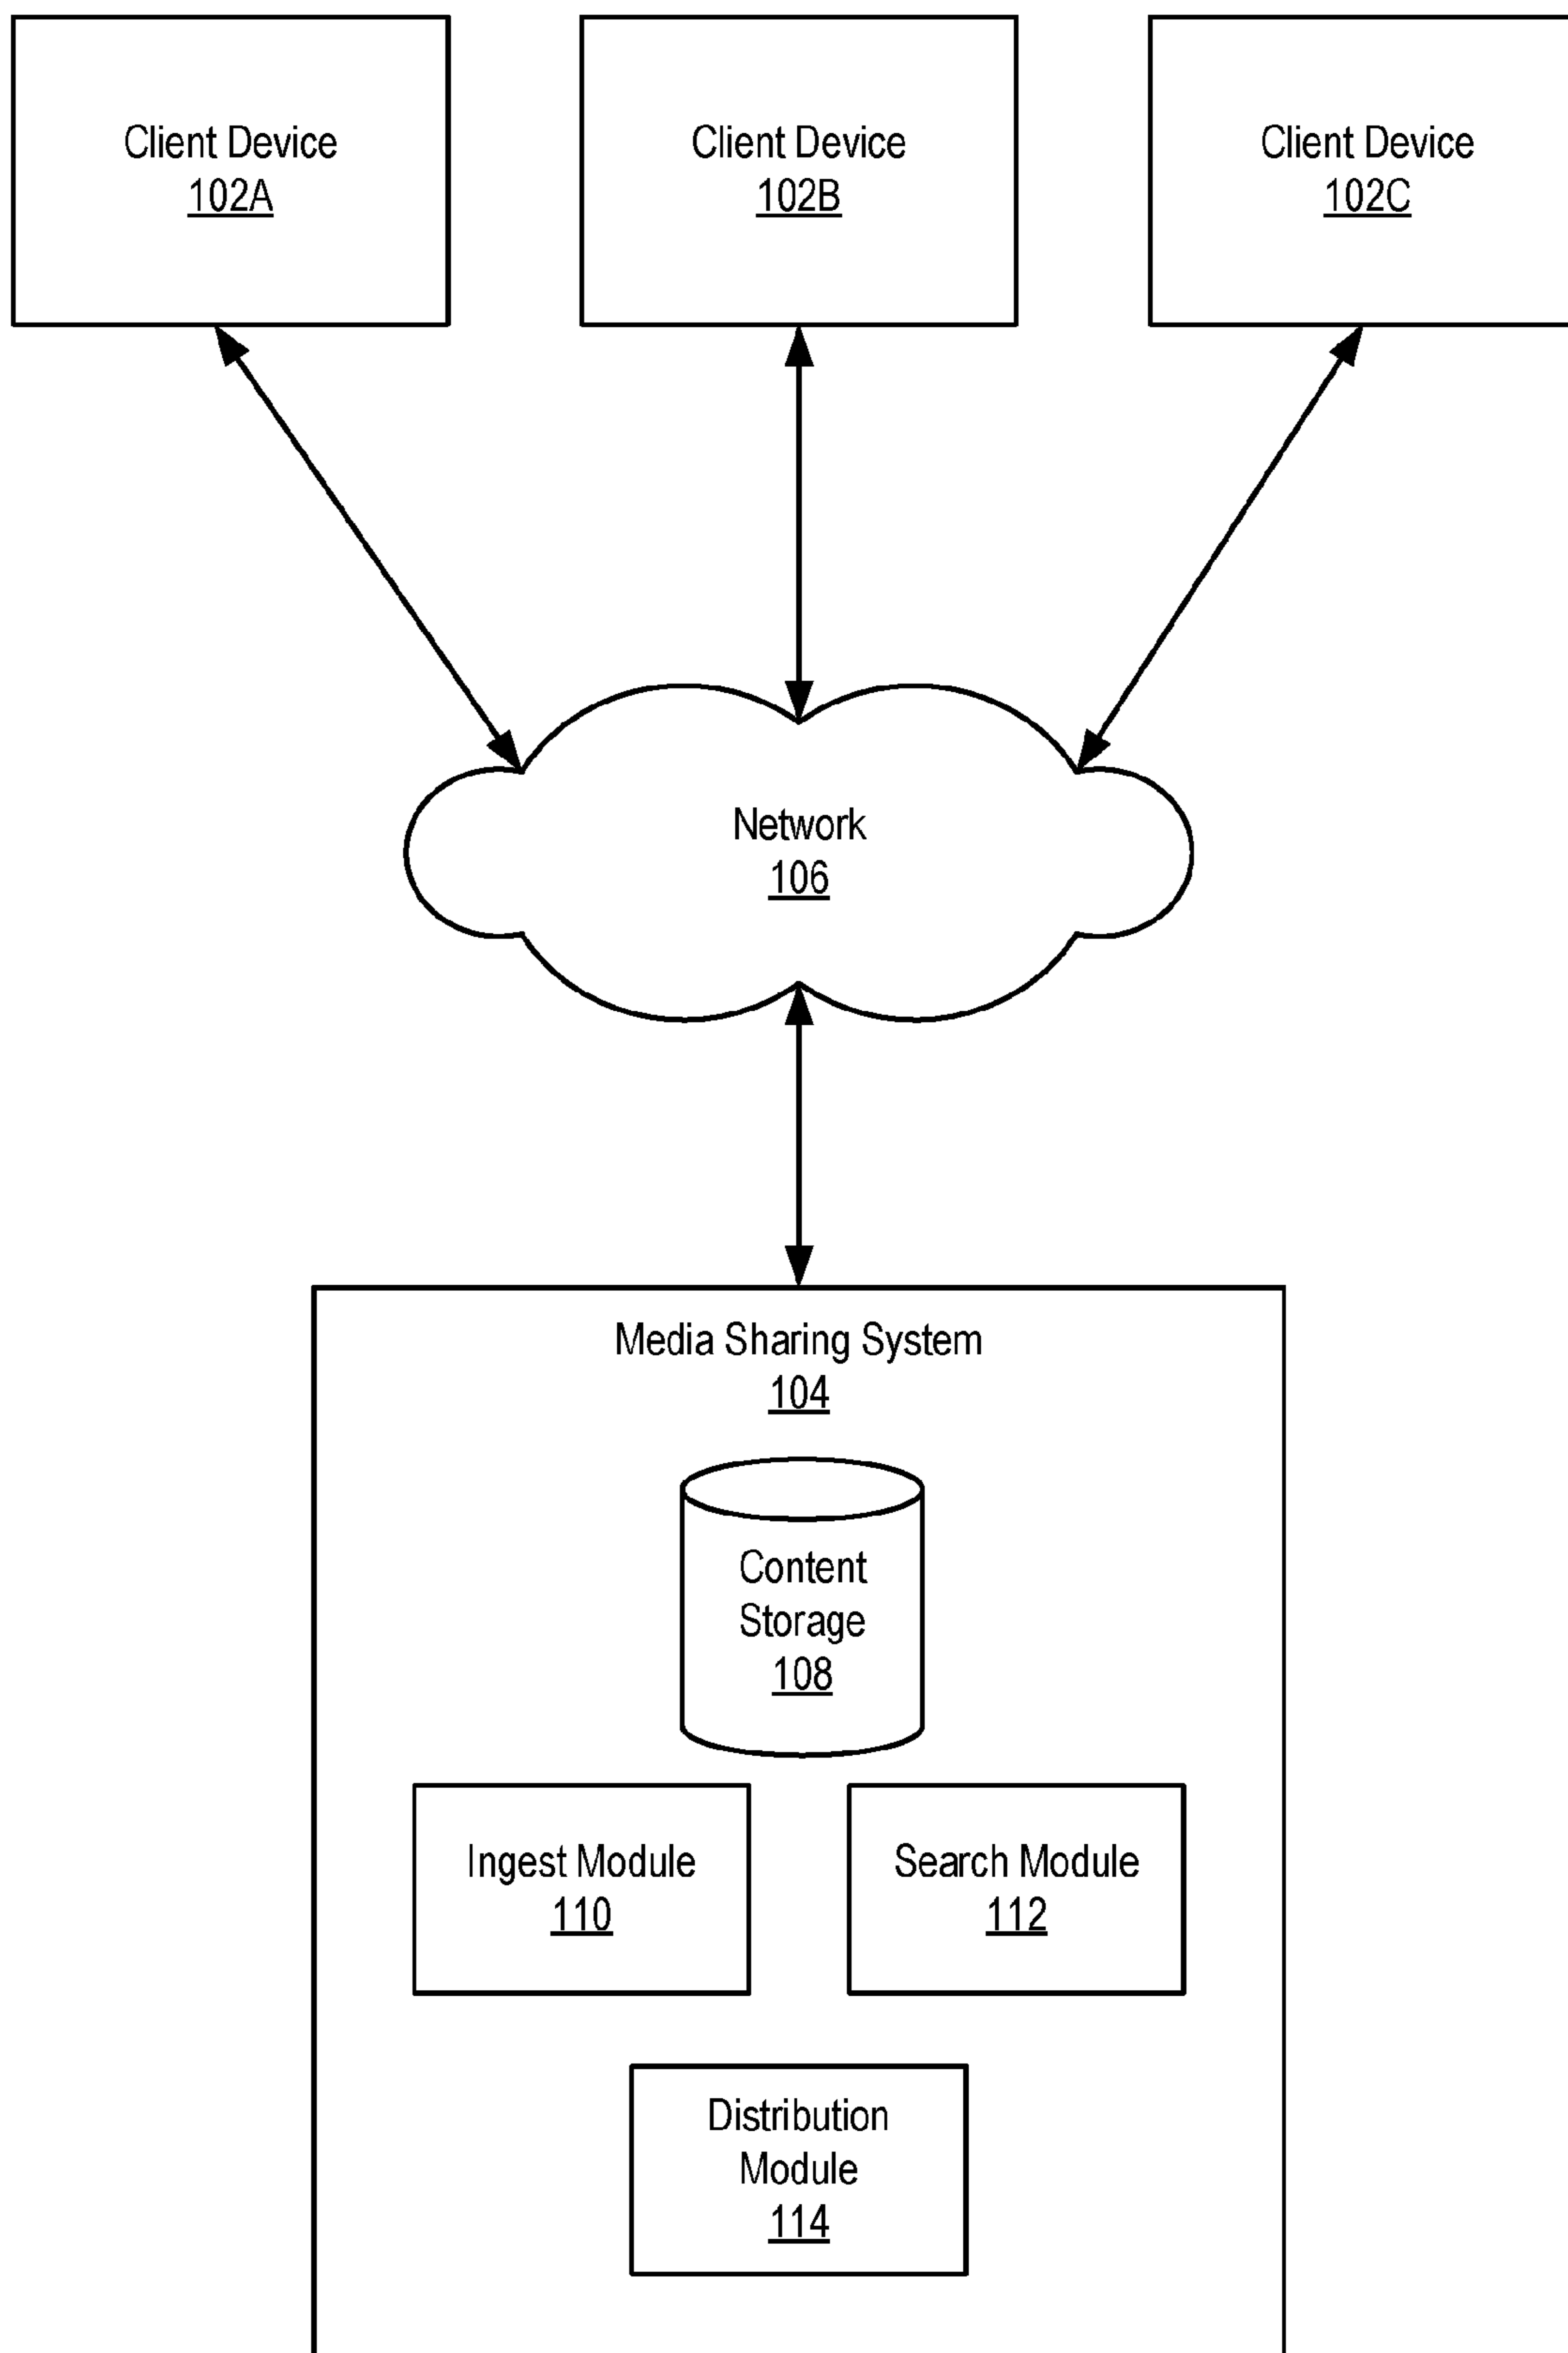 Client Device
102A
Client Device
102B
Client Device
102C
Network
106
Media Sharing System
104
Content
Storage
108
Ingest Module
110
Search Module
112
Distribution
Module
114